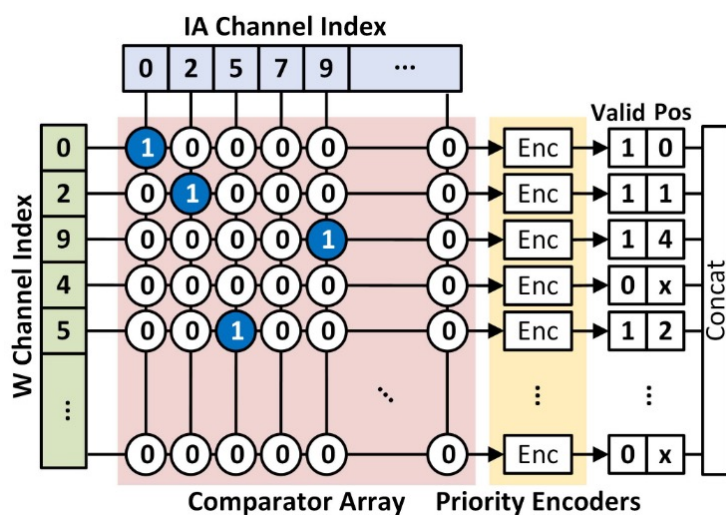 IA Channel Index
0 2 5 7 9 ...
Valid Pos
W Channel Index
0 1 0 0 0 0 0 Enc 1 0
2 0 1 0 0 0 0 Enc 1 1
9 0 0 0 0 1 0 Enc 1 4
4 0 0 0 0 0 0 Enc 0 x
5 0 0 1 0 0 0 Enc 1 2
... ... ... ...
0 0 0 0 0 0 Enc 0 x
Concat
Comparator Array Priority Encoders